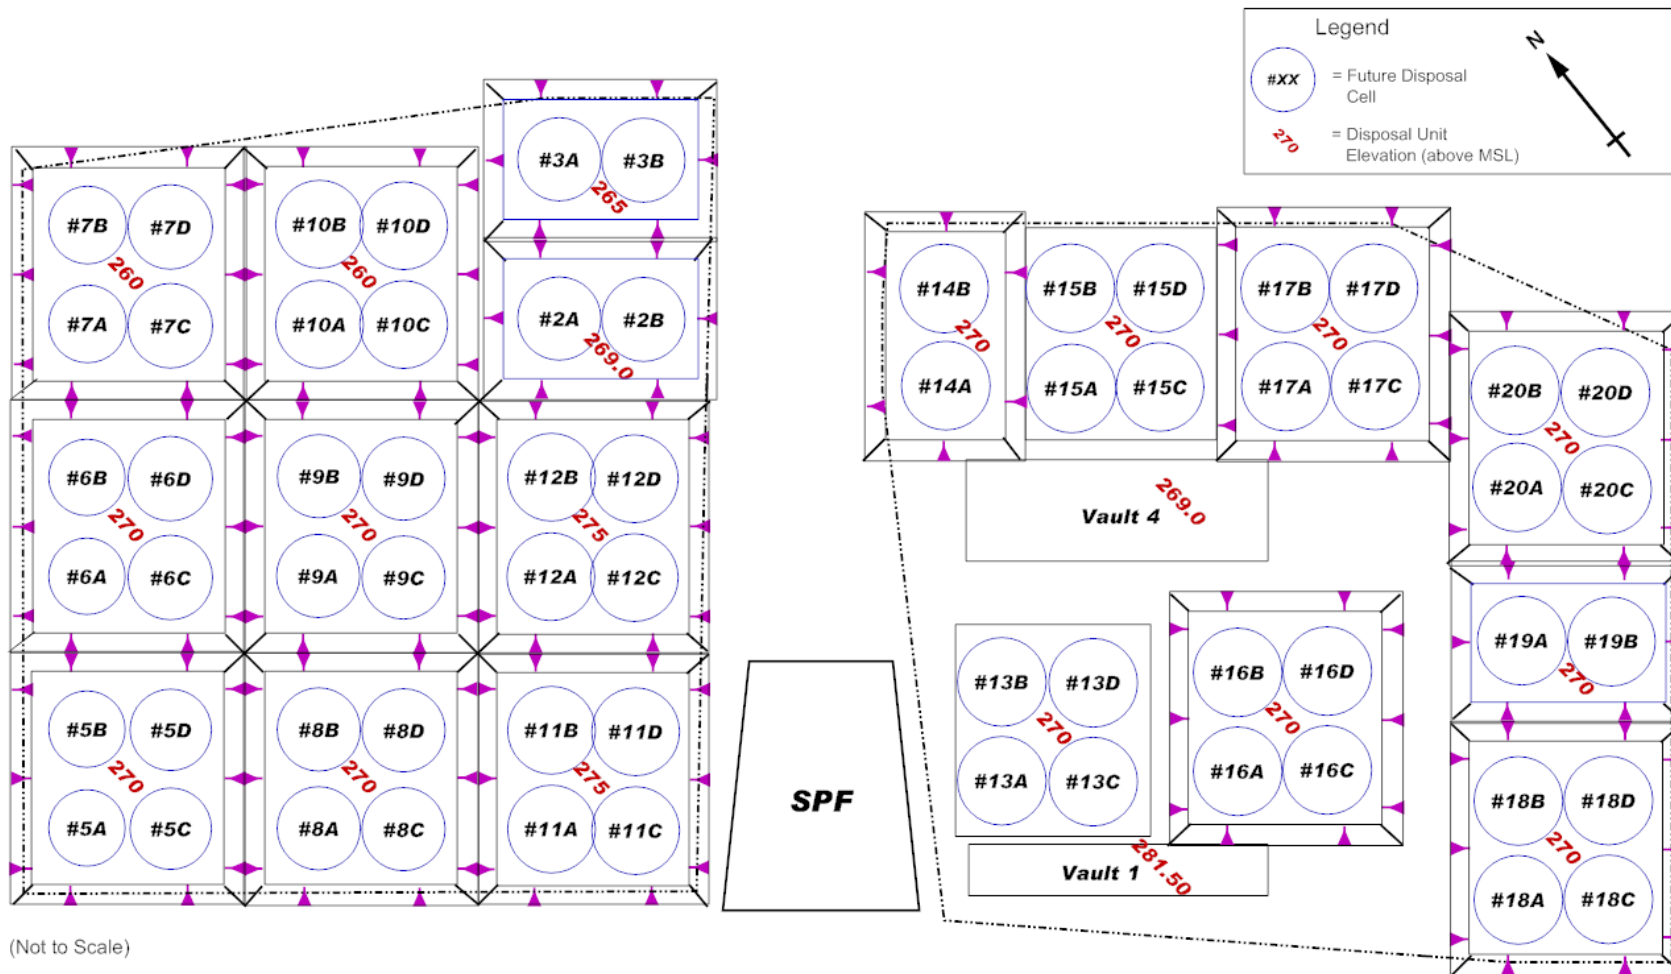 Legend
N
#XX
= Future Disposal
Cell
270
= Disposal Unit
Elevation (above MSL)
#3A #3B
265
#7B #7D
260
#7A #7C
#10B #10D
260
#10A #10C
#2A #2B
269.0
#6B #6D
270
#6A #6C
#9B #9D
270
#9A #9C
#12B #12D
275
#12A #12C
#5B #5D
270
#5A #5C
#8B #8D
270
#8A #8C
#11B #11D
275
#11A #11C
SPF
#14B
270
#14A
#15B #15D
270
#15A #15C
#17B #17D
270
#17A #17C
#20B #20D
270
#20A #20C
Vault 4
269.0
#19A #19B
270
#13B #13D
270
#13A #13C
#16B #16D
270
#16A #16C
Vault 1
281.50
#18B #18D
270
#18A #18C
(Not to Scale)